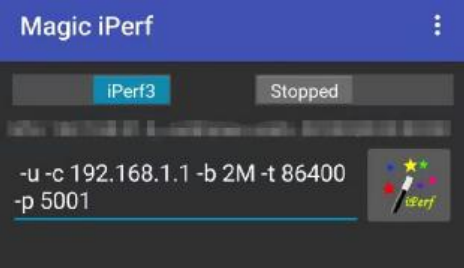 Magic iPerf
iPerf3
Stopped
-u -c 192.168.1.1 -b 2M -t 86400
-p 5001
iPerf